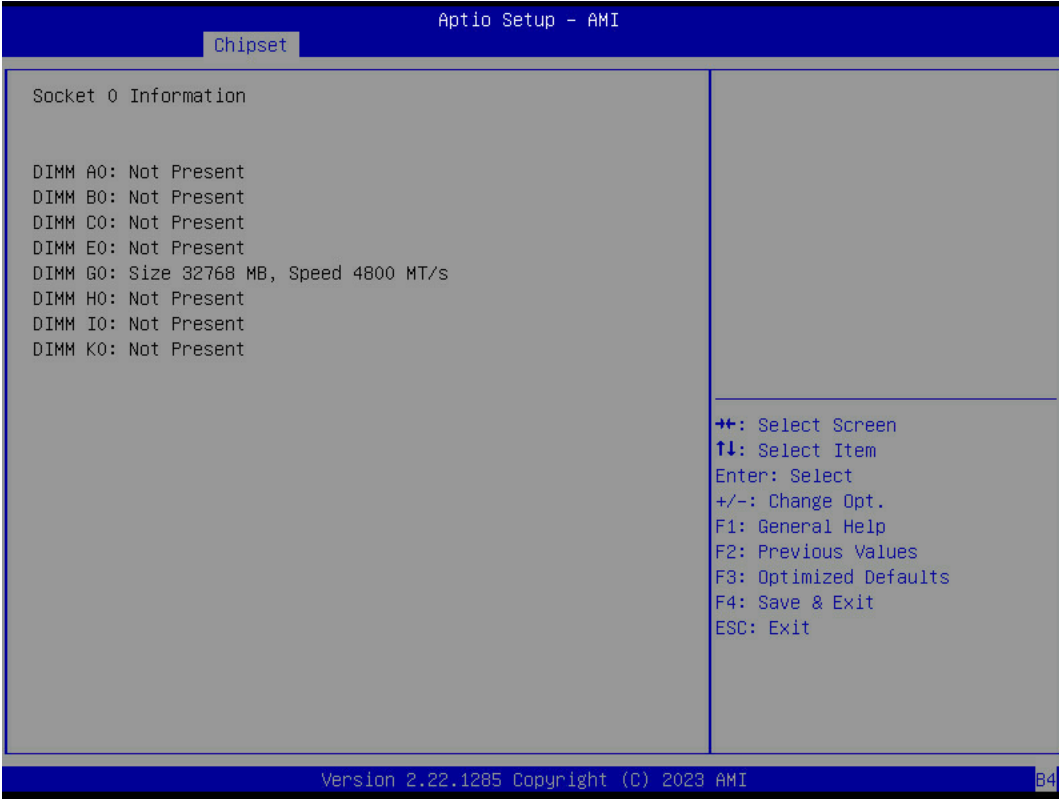 Aptio Setup – AMI
Chipset
Socket 0 Information
DIMM A0: Not Present
DIMM B0: Not Present
DIMM C0: Not Present
DIMM E0: Not Present
DIMM G0: Size 32768 MB, Speed 4800 MT/s
DIMM H0: Not Present
DIMM I0: Not Present
DIMM K0: Not Present
→←: Select Screen
↑↓: Select Item
Enter: Select
+/-: Change Opt.
F1: General Help
F2: Previous Values
F3: Optimized Defaults
F4: Save & Exit
ESC: Exit
Version 2.22.1285 Copyright (C) 2023 AMI
B4